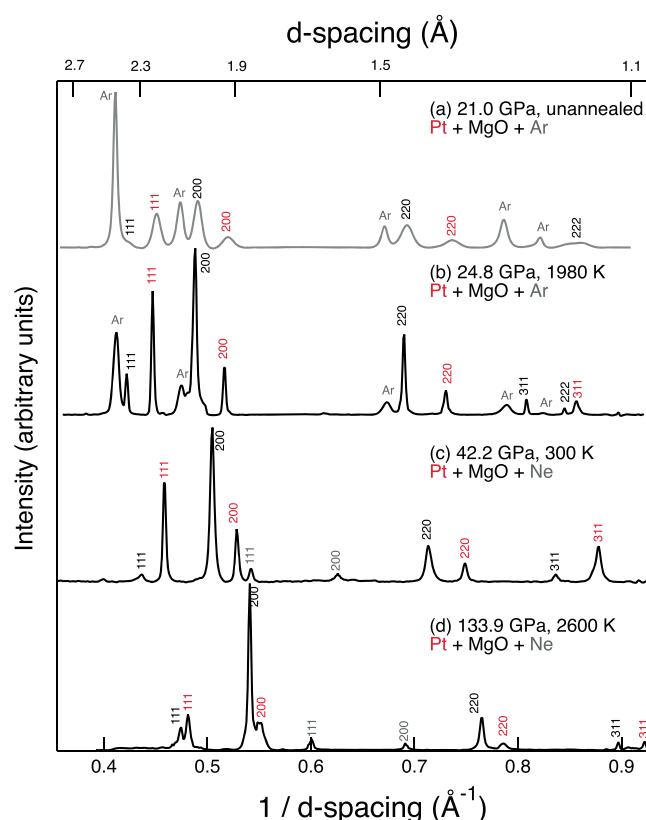 d-spacing (Å)
2.7 2.3 1.9 1.5 1.1
(a) 21.0 GPa, unannealed
Pt + MgO + Ar
Ar 111 111 Ar 200 200 Ar 220 220 Ar Ar 222
(b) 24.8 GPa, 1980 K
Pt + MgO + Ar
Ar 111 111 Ar 200 200 Ar 220 220 Ar 311 Ar 222 311
(c) 42.2 GPa, 300 K
Pt + MgO + Ne
111 111 200 200 111 200 220 220 311 311
(d) 133.9 GPa, 2600 K
Pt + MgO + Ne
111 111 200 200 111 200 220 220 311 311
Intensity (arbitrary units)
0.4 0.5 0.6 0.7 0.8 0.9
1 / d-spacing (Å⁻¹)